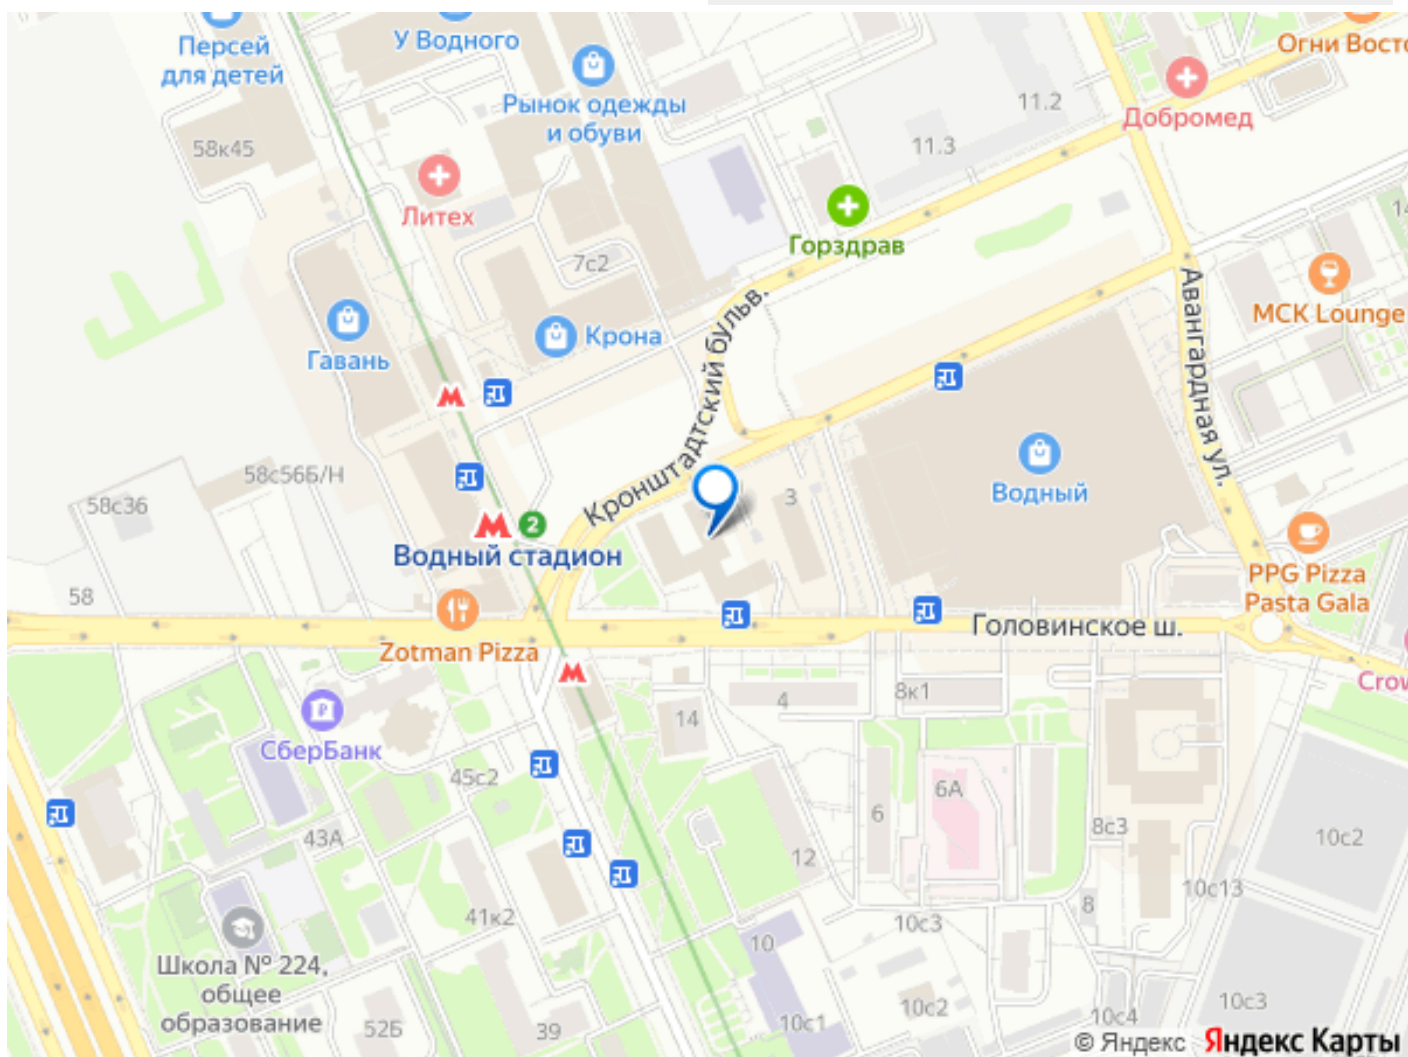 Персей
для детей
У Водного
Огни Восто
Рынок одежды
и обуви
11.2
Добромед
58к45
11.3
Литех
14
Горздрав
7с2
МСК Lounge
Крона
Гавань
Кронштадтский бульв.
Авангардная ул.
58с56Б/Н
58с36
3
Водный
2
Водный стадион
PPG Pizza
Pasta Gala
58
Головинское ш.
Zotman Pizza
Crow
8к1
4
14
СберБанк
45с2
6А
6
8с3
43А
10с2
12
10с13
8
41к2
10с3
10
Школа № 224,
общее
образование
52Б
39
10с1
10с2
10с4
10с3
© Яндекс Яндекс Карты